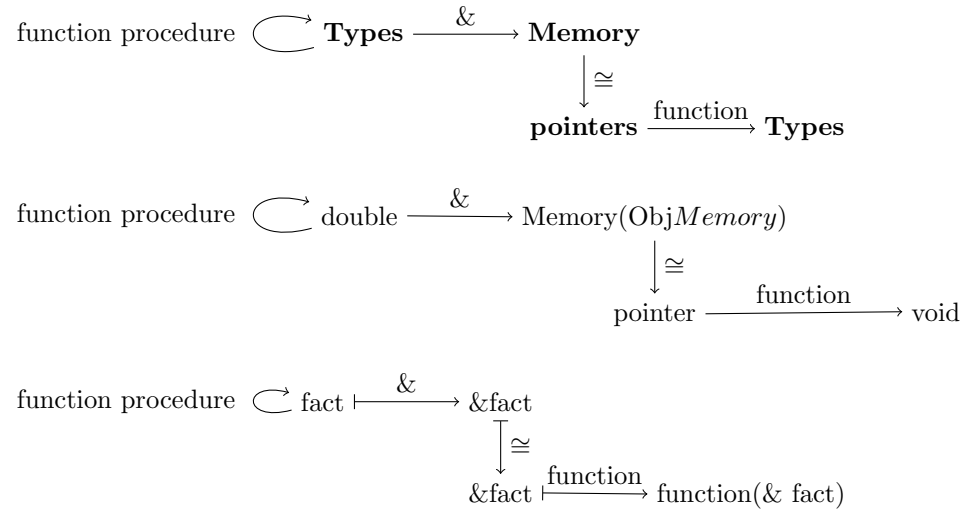 function procedure Types & Memory
≅
pointers function Types
function procedure double & Memory(ObjMemory)
≅
pointer function void
function procedure fact & &fact
≅
&fact function function(& fact)